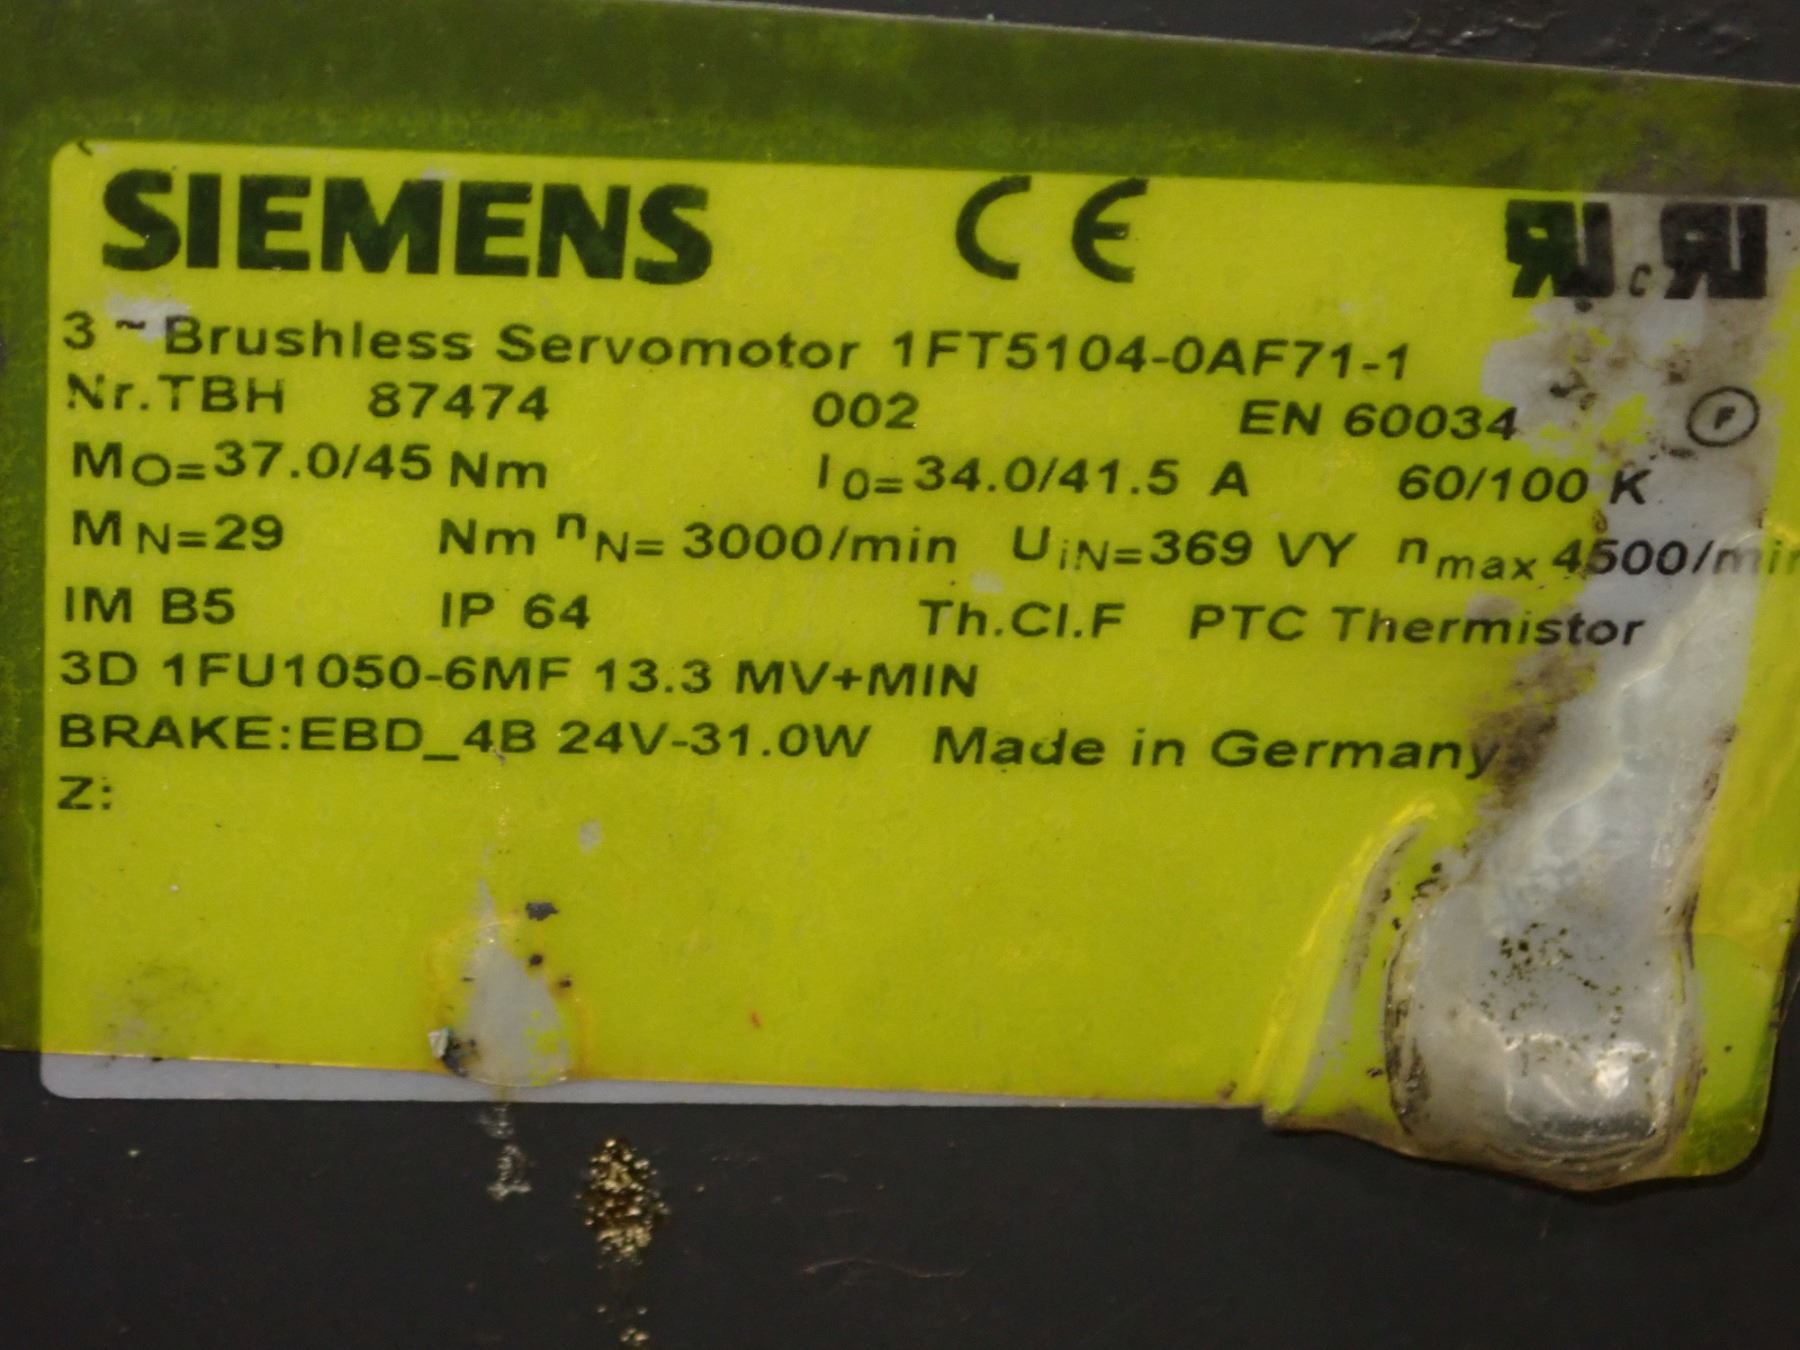 SIEMENS CE RU c RU
3 ~ Brushless Servomotor 1FT5104-0AF71-1
Nr.TBH 87474 002 EN 60034 F
MO=37.0/45 Nm I0=34.0/41.5 A 60/100 K
MN=29 Nm nN= 3000/min UiN=369 VY nmax 4500/min
IM B5 IP 64 Th.Cl.F PTC Thermistor
3D 1FU1050-6MF 13.3 MV+MIN
BRAKE:EBD_4B 24V-31.0W Made in Germany
Z: